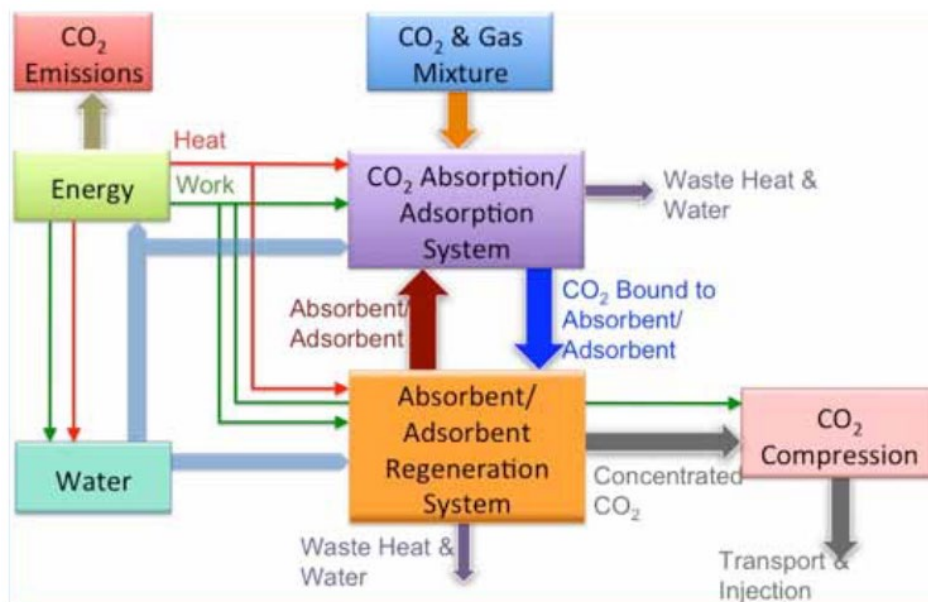 CO₂
Emissions
CO₂ & Gas
Mixture
Heat
Energy
Work
CO₂ Absorption/
Adsorption
System
Waste Heat &
Water
Absorbent/
Adsorbent
CO₂ Bound to
Absorbent/
Adsorbent
Absorbent/
Adsorbent
Regeneration
System
CO₂
Compression
Water
Concentrated
CO₂
Waste Heat &
Water
Transport &
Injection